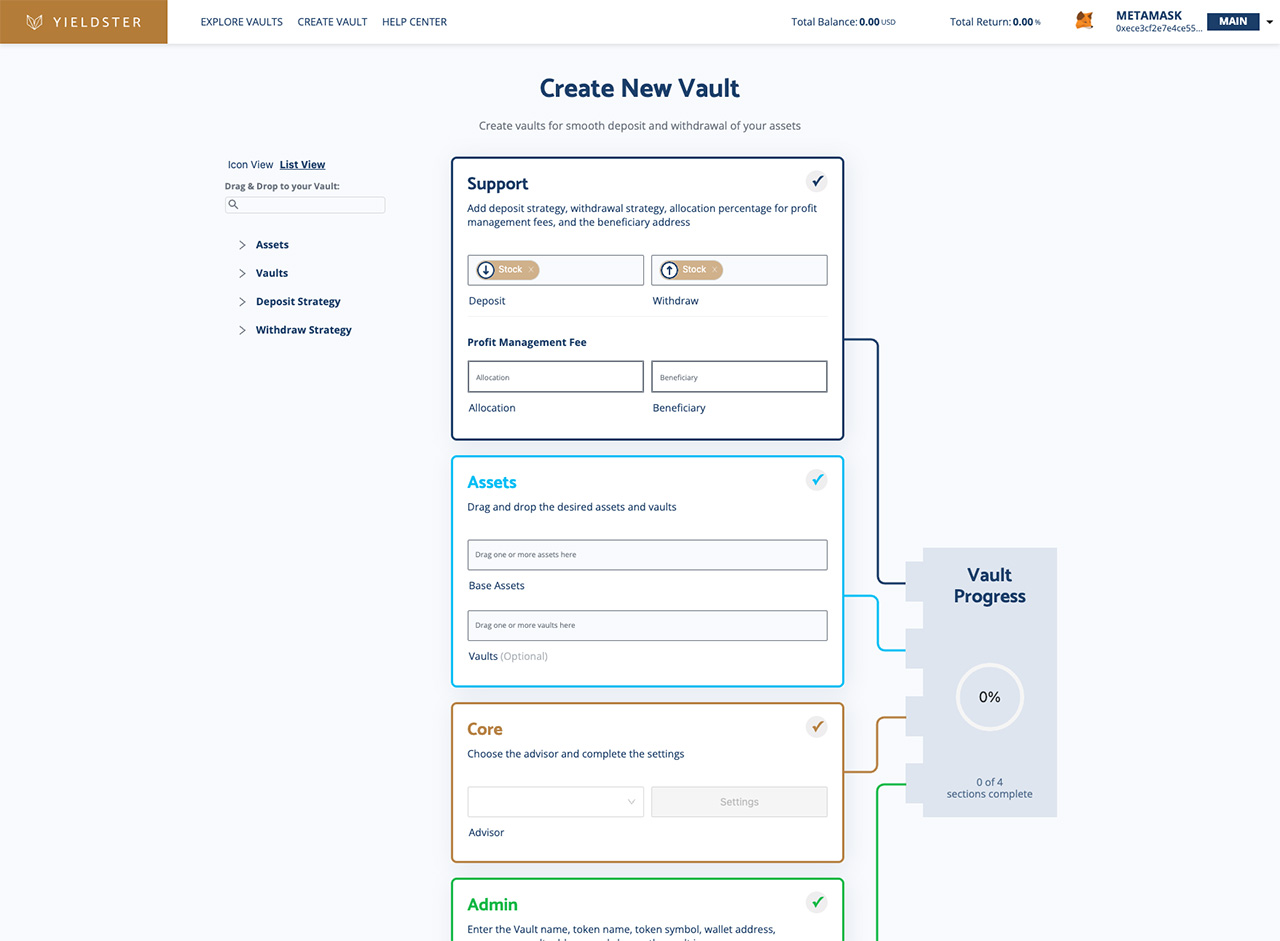 YIELDSTER
EXPLORE VAULTS CREATE VAULT HELP CENTER
Total Balance: 0.00 USD
Total Return: 0.00 %
METAMASK
0xece3cf2e7e4ce55...
MAIN
Create New Vault
Create vaults for smooth deposit and withdrawal of your assets
Icon View List View
Drag & Drop to your Vault:
Assets
Vaults
Deposit Strategy
Withdraw Strategy
Support
Add deposit strategy, withdrawal strategy, allocation percentage for profit
management fees, and the beneficiary address
Stock × Stock ×
Deposit Withdraw
Profit Management Fee
Allocation Beneficiary
Allocation Beneficiary
Assets
Drag and drop the desired assets and vaults
Drag one or more assets here
Base Assets
Drag one or more vaults here
Vaults (Optional)
Core
Choose the advisor and complete the settings
Settings
Advisor
Admin
Enter the Vault name, token name, token symbol, wallet address,
Vault
Progress
0%
0 of 4
sections complete